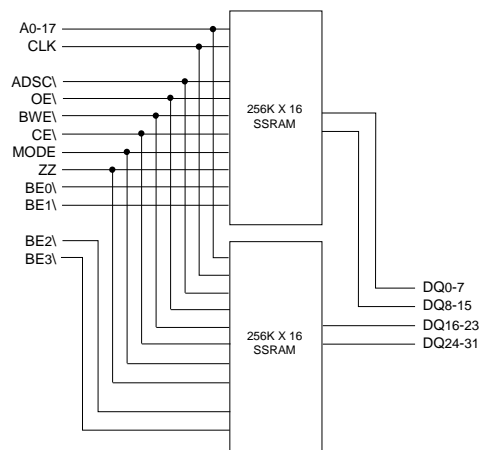 A0-17
CLK
ADSC\
OE\
BWE\
CE\
MODE
ZZ
BE0\
BE1\
BE2\
BE3\
256K X 16
SSRAM
256K X 16
SSRAM
DQ0-7
DQ8-15
DQ16-23
DQ24-31